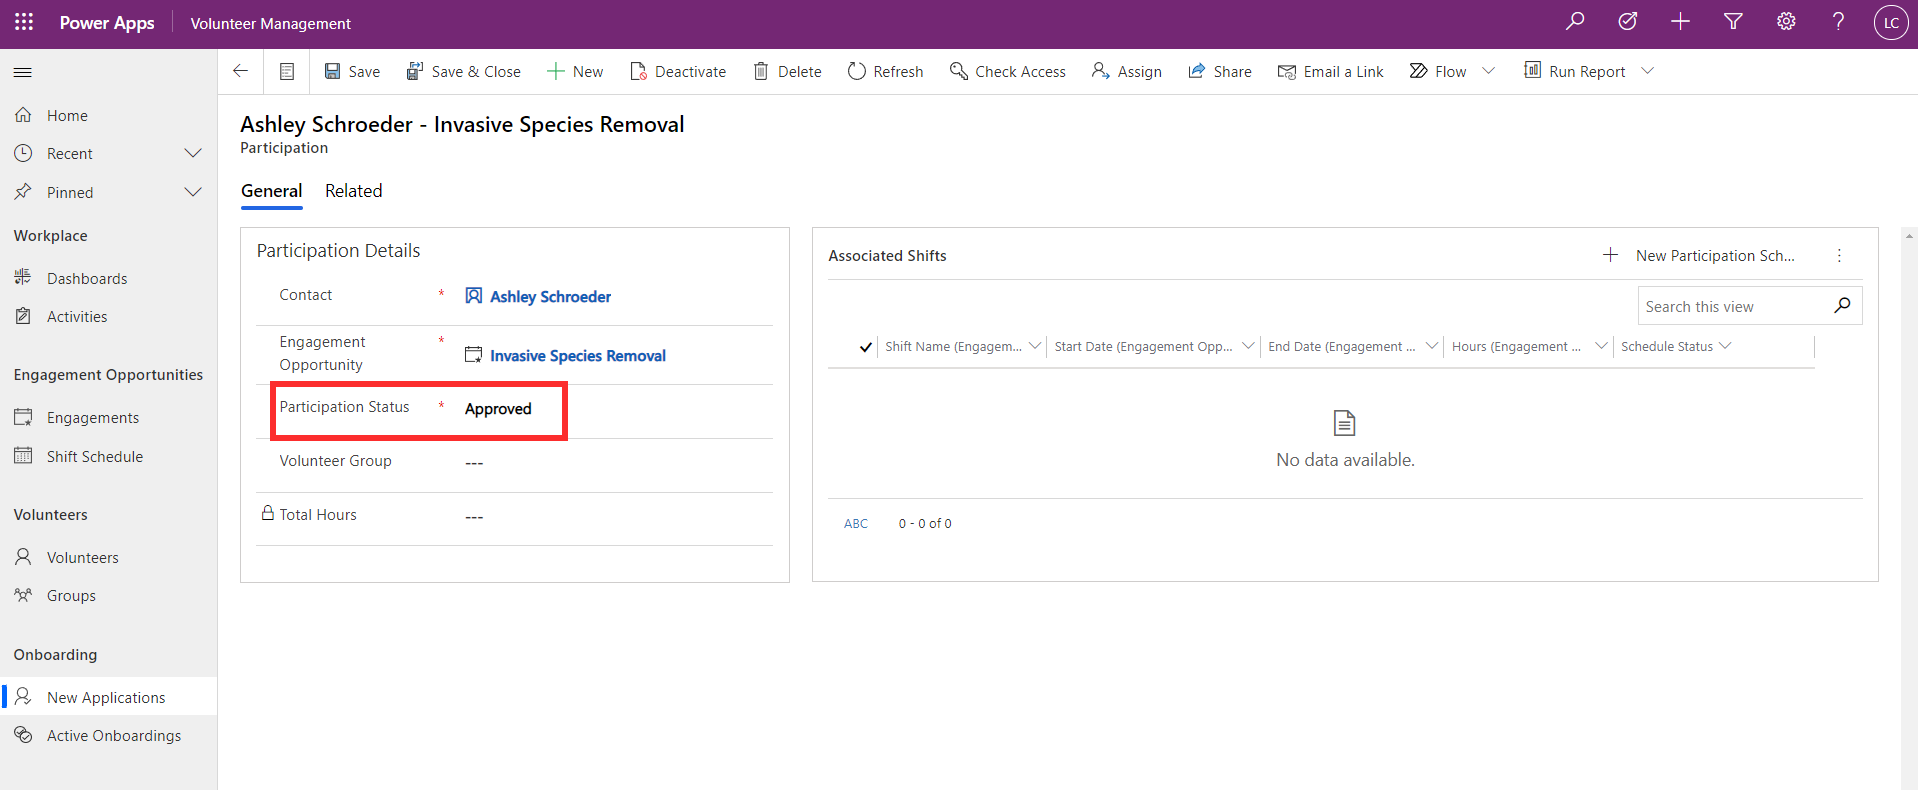 Power Apps
Volunteer Management
LC
Save
Save & Close
New
Deactivate
Delete
Refresh
Check Access
Assign
Share
Email a Link
Flow
Run Report
Home
Recent
Pinned
Workplace
Dashboards
Activities
Engagement Opportunities
Engagements
Shift Schedule
Volunteers
Volunteers
Groups
Onboarding
New Applications
Active Onboardings
Ashley Schroeder - Invasive Species Removal
Participation
General
Related
Participation Details
Contact * Ashley Schroeder
Engagement
Opportunity
* Invasive Species Removal
Participation Status * Approved
Volunteer Group ---
Total Hours ---
Associated Shifts
New Participation Sch...
Search this view
Shift Name (Engagem...
Start Date (Engagement Opp...
End Date (Engagement ...
Hours (Engagement ...
Schedule Status
No data available.
ABC
0 - 0 of 0